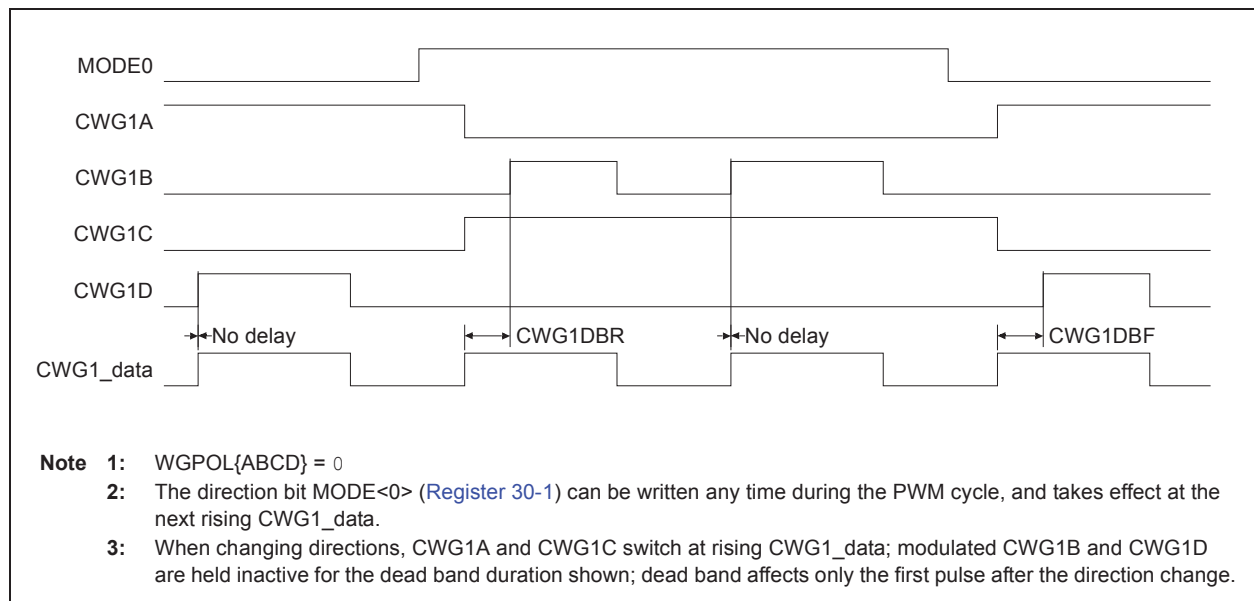 MODE0
CWG1A
CWG1B
CWG1C
CWG1D
No delay CWG1DBR No delay CWG1DBF
CWG1_data
Note 1: WGPOL{ABCD} = 0
2: The direction bit MODE<0> (Register 30-1) can be written any time during the PWM cycle, and takes effect at the
next rising CWG1_data.
3: When changing directions, CWG1A and CWG1C switch at rising CWG1_data; modulated CWG1B and CWG1D
are held inactive for the dead band duration shown; dead band affects only the first pulse after the direction change.